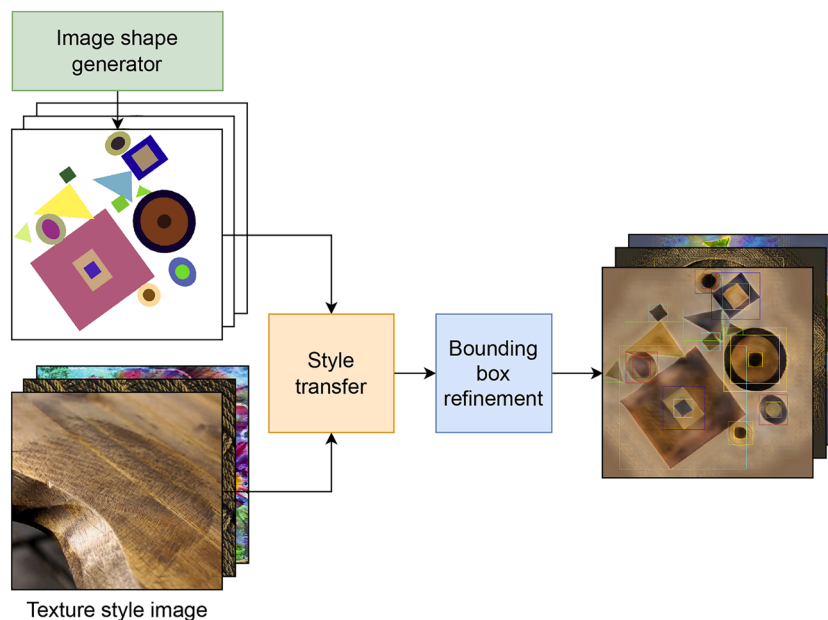 Image shape
generator
Style
transfer
Bounding
box
refinement
Texture style image